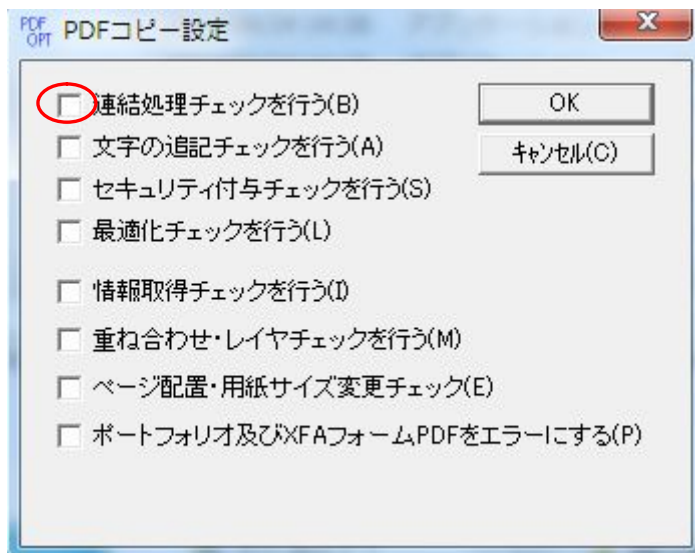 PDF OPT PDFコピー設定
連結処理チェックを行う(B)
OK
文字の追記チェックを行う(A)
キャンセル(C)
セキュリティ付与チェックを行う(S)
最適化チェックを行う(L)
情報取得チェックを行う(I)
重ね合わせ・レイヤチェックを行う(M)
ページ配置・用紙サイズ変更チェック(E)
ポートフォリオ及びXFAフォームPDFをエラーにする(P)